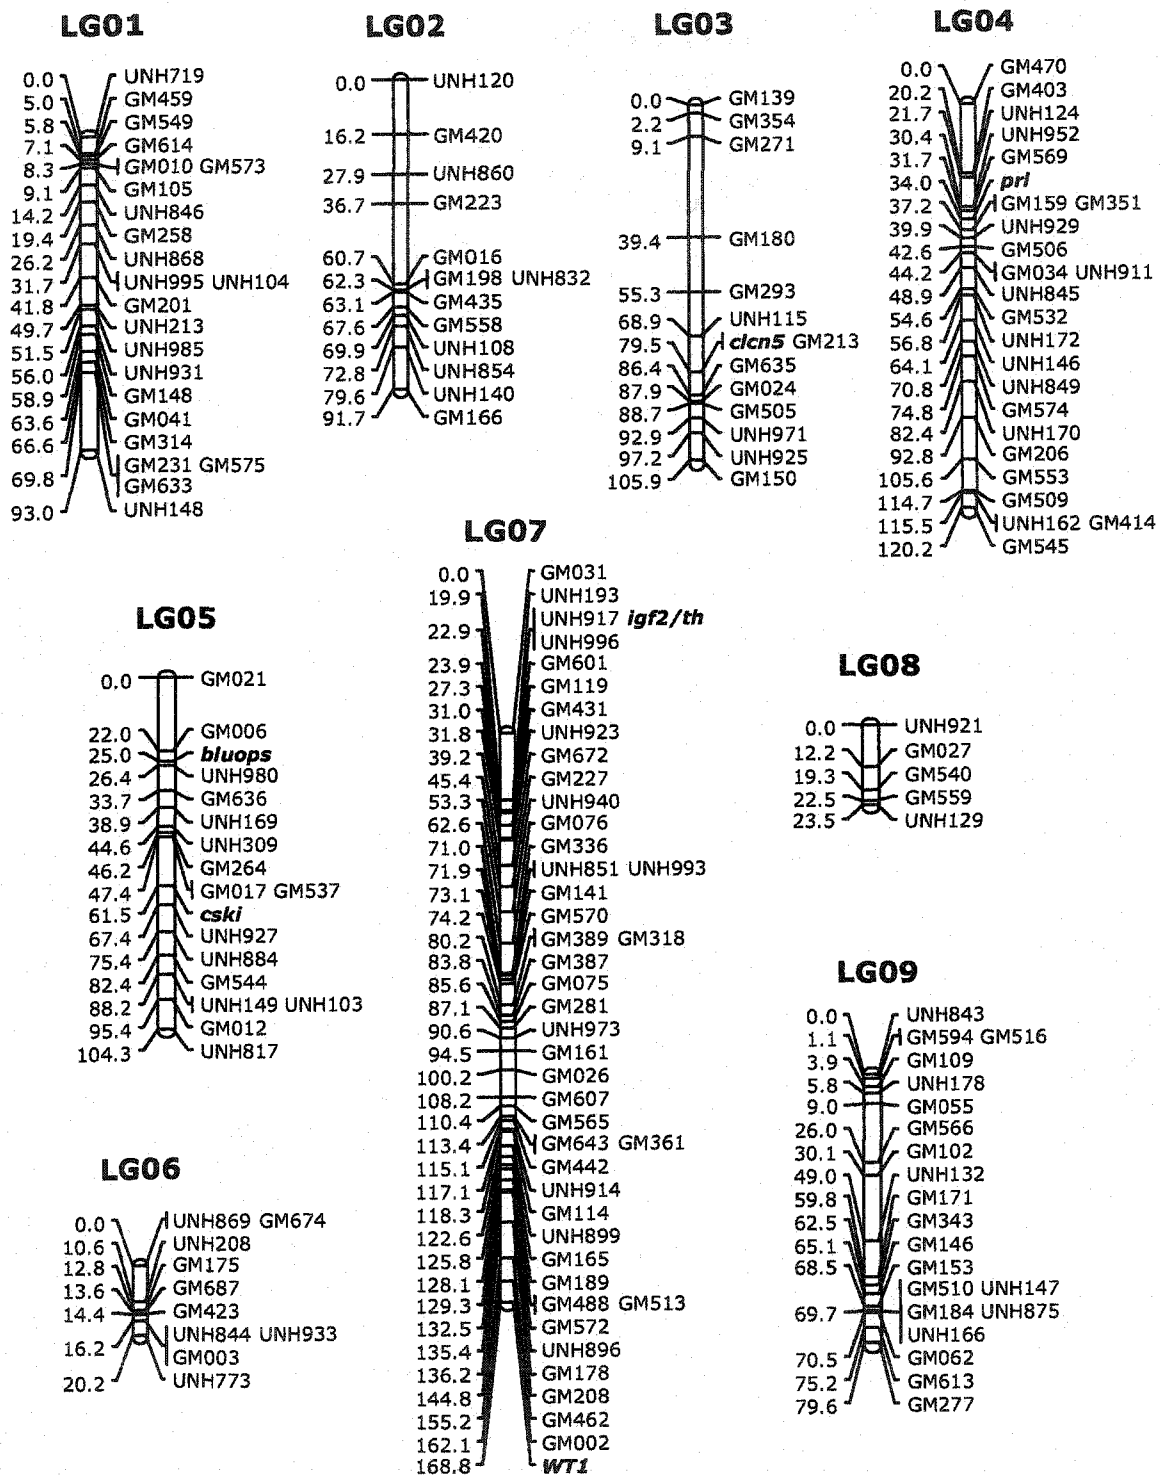 LG01
0.0 UNH719
5.0 GM459
5.8 GM549
7.1 GM614
8.3 GM010 GM573
9.1 GM105
14.2 UNH846
19.4 GM258
26.2 UNH868
31.7 UNH995 UNH104
41.8 GM201
49.7 UNH213
51.5 UNH985
56.0 UNH931
58.9 GM148
63.6 GM041
66.6 GM314
69.8 GM231 GM575
GM633
93.0 UNH148
LG02
0.0 UNH120
16.2 GM420
27.9 UNH860
36.7 GM223
60.7 GM016
62.3 GM198 UNH832
63.1 GM435
67.6 GM558
69.9 UNH108
72.8 UNH854
79.6 UNH140
91.7 GM166
LG03
0.0 GM139
2.2 GM354
9.1 GM271
39.4 GM180
55.3 GM293
68.9 UNH115
79.5 clcn5 GM213
86.4 GM635
87.9 GM024
88.7 GM505
92.9 UNH971
97.2 UNH925
105.9 GM150
LG04
0.0 GM470
20.2 GM403
21.7 UNH124
30.4 UNH952
31.7 GM569
34.0 prl
37.2 GM159 GM351
39.9 UNH929
42.6 GM506
44.2 GM034 UNH911
48.9 UNH845
54.6 GM532
56.8 UNH172
64.1 UNH146
70.8 UNH849
74.8 GM574
82.4 UNH170
92.8 GM206
105.6 GM553
114.7 GM509
115.5 UNH162 GM414
120.2 GM545
LG05
0.0 GM021
22.0 GM006
25.0 bluops
26.4 UNH980
33.7 GM636
38.9 UNH169
44.6 UNH309
46.2 GM264
47.4 GM017 GM537
61.5 cski
67.4 UNH927
75.4 UNH884
82.4 GM544
88.2 UNH149 UNH103
95.4 GM012
104.3 UNH817
LG06
0.0 UNH869 GM674
10.6 UNH208
12.8 GM175
13.6 GM687
14.4 GM423
16.2 UNH844 UNH933
GM003
20.2 UNH773
LG07
0.0 GM031
19.9 UNH193
UNH917 igf2/th
22.9 UNH996
23.9 GM601
27.3 GM119
31.0 GM431
31.8 UNH923
39.2 GM672
45.4 GM227
53.3 UNH940
62.6 GM076
71.0 GM336
71.9 UNH851 UNH993
73.1 GM141
74.2 GM570
80.2 GM389 GM318
83.8 GM387
85.6 GM075
87.1 GM281
90.6 UNH973
94.5 GM161
100.2 GM026
108.2 GM607
110.4 GM565
113.4 GM643 GM361
115.1 GM442
117.1 UNH914
118.3 GM114
122.6 UNH899
125.8 GM165
128.1 GM189
129.3 GM488 GM513
132.5 GM572
135.4 UNH896
136.2 GM178
144.8 GM208
155.2 GM462
162.1 GM002
168.8 WT1
LG08
0.0 UNH921
12.2 GM027
19.3 GM540
22.5 GM559
23.5 UNH129
LG09
0.0 UNH843
1.1 GM594 GM516
3.9 GM109
5.8 UNH178
9.0 GM055
26.0 GM566
30.1 GM102
49.0 UNH132
59.8 GM171
62.5 GM343
65.1 GM146
68.5 GM153
GM510 UNH147
69.7 GM184 UNH875
UNH166
70.5 GM062
75.2 GM613
79.6 GM277